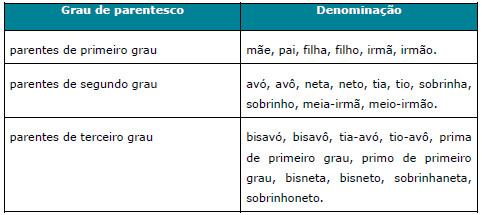 Grau de parentesco Denominação
parentes de primeiro grau mãe, pai, filha, filho, irmã, irmão.
parentes de segundo grau avó, avô, neta, neto, tia, tio, sobrinha,
sobrinho, meia-irmã, meio-irmão.
parentes de terceiro grau bisavó, bisavô, tia-avó, tio-avô, prima
de primeiro grau, primo de primeiro
grau, bisneta, bisneto, sobrinhaneta,
sobrinhoneto.